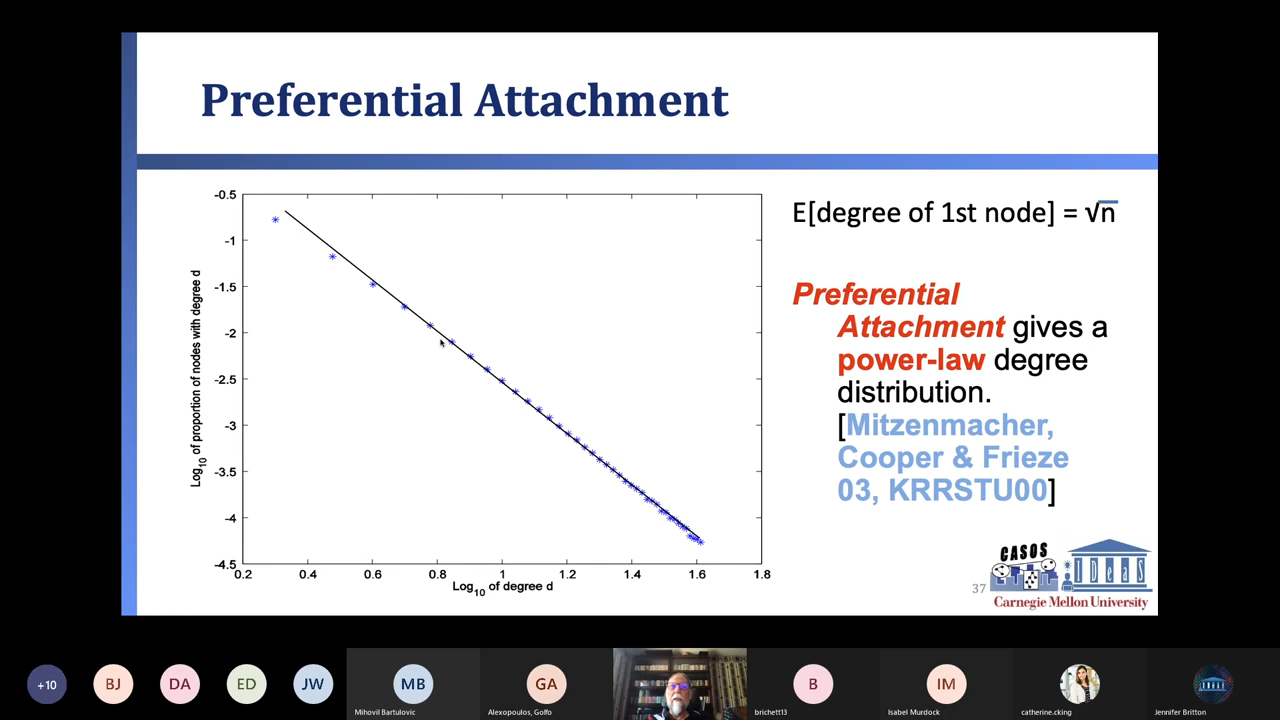 Preferential Attachment
-0.5
-1
-1.5
-2
-2.5
-3
-3.5
-4
-4.5
Log10 of proportion of nodes with degree d
0.2 0.4 0.6 0.8 1 1.2 1.4 1.6 1.8
Log10 of degree d
E[degree of 1st node] = √n
Preferential
Attachment gives a
power-law degree
distribution.
[Mitzenmacher,
Cooper & Frieze
03, KRRSTU00]
37
CASOS
IDeaS
Carnegie Mellon University
+10
BJ
DA
ED
JW
MB
GA
B
IM
Mihovil Bartulovic
Alexopoulos, Golfo
brichett13
Isabel Murdock
catherine.cking
Jennifer Britton